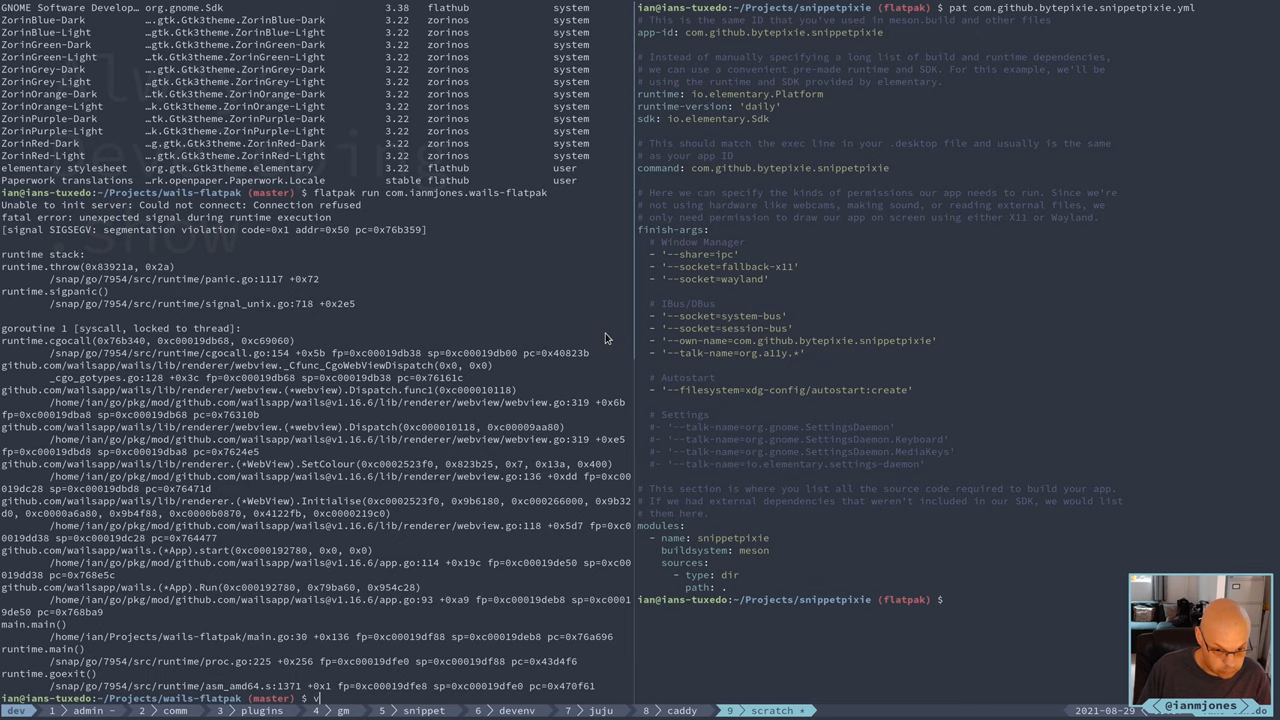 GNOME Software Develop… org.gnome.Sdk 3.38 flathub system
ZorinBlue-Dark …gtk.Gtk3theme.ZorinBlue-Dark 3.22 zorinos system
ZorinBlue-Light …tk.Gtk3theme.ZorinBlue-Light 3.22 zorinos system
ZorinGreen-Dark …tk.Gtk3theme.ZorinGreen-Dark 3.22 zorinos system
ZorinGreen-Light …k.Gtk3theme.ZorinGreen-Light 3.22 zorinos system
ZorinGrey-Dark …gtk.Gtk3theme.ZorinGrey-Dark 3.22 zorinos system
ZorinGrey-Light …tk.Gtk3theme.ZorinGrey-Light 3.22 zorinos system
ZorinOrange-Dark …k.Gtk3theme.ZorinOrange-Dark 3.22 zorinos system
ZorinOrange-Light ….Gtk3theme.ZorinOrange-Light 3.22 zorinos system
ZorinPurple-Dark …k.Gtk3theme.ZorinPurple-Dark 3.22 zorinos system
ZorinPurple-Light ….Gtk3theme.ZorinPurple-Light 3.22 zorinos system
ZorinRed-Dark …g.gtk.Gtk3theme.ZorinRed-Dark 3.22 zorinos system
ZorinRed-Light …gtk.Gtk3theme.ZorinRed-Light 3.22 zorinos system
elementary stylesheet …rg.gtk.Gtk3theme.elementary 3.22 flathub user
Paperwork translations …rk.openpaper.Paperwork.Locale stable flathub user
ian@ians-tuxedo:~/Projects/wails-flatpak (master) $ flatpak run com.ianmjones.wails-flatpak
Unable to init server: Could not connect: Connection refused
fatal error: unexpected signal during runtime execution
[signal SIGSEGV: segmentation violation code=0x1 addr=0x50 pc=0x76b359]
runtime stack:
runtime.throw(0x83921a, 0x2a)
/snap/go/7954/src/runtime/panic.go:1117 +0x72
runtime.sigpanic()
/snap/go/7954/src/runtime/signal_unix.go:718 +0x2e5
goroutine 1 [syscall, locked to thread]:
runtime.cgocall(0x76b340, 0xc00019db68, 0xc69060)
/snap/go/7954/src/runtime/cgocall.go:154 +0x5b fp=0xc00019db38 sp=0xc00019db00 pc=0x40823b
github.com/wailsapp/wails/lib/renderer/webview._Cfunc_CgoWebViewDispatch(0x0, 0x0)
_cgo_gotypes.go:128 +0x3c fp=0xc00019db68 sp=0xc00019db38 pc=0x76161c
github.com/wailsapp/wails/lib/renderer/webview.(*webview).Dispatch.func1(0xc000010118)
/home/ian/go/pkg/mod/github.com/wailsapp/wails@v1.16.6/lib/renderer/webview/webview.go:319 +0x6b
fp=0xc00019dba8 sp=0xc00019db68 pc=0x76310b
github.com/wailsapp/wails/lib/renderer/webview.(*webview).Dispatch(0xc000010118, 0xc00009aa80)
/home/ian/go/pkg/mod/github.com/wailsapp/wails@v1.16.6/lib/renderer/webview/webview.go:319 +0xe5
fp=0xc00019dbd8 sp=0xc00019dba8 pc=0x7624e5
github.com/wailsapp/wails/lib/renderer.(*WebView).SetColour(0xc0002523f0, 0x823b25, 0x7, 0x13a, 0x400)
/home/ian/go/pkg/mod/github.com/wailsapp/wails@v1.16.6/lib/renderer/webview.go:136 +0xdd fp=0xc00
019dc28 sp=0xc00019dbd8 pc=0x76471d
github.com/wailsapp/wails/lib/renderer.(*WebView).Initialise(0xc0002523f0, 0x9b6180, 0xc000266000, 0x9b32
d0, 0xc0000a6a80, 0x9b4f88, 0xc0000b0870, 0x4122fb, 0xc0000219c0)
/home/ian/go/pkg/mod/github.com/wailsapp/wails@v1.16.6/lib/renderer/webview.go:118 +0x5d7 fp=0xc0
0019dd38 sp=0xc00019dc28 pc=0x764477
github.com/wailsapp/wails.(*App).start(0xc000192780, 0x0, 0x0)
/home/ian/go/pkg/mod/github.com/wailsapp/wails@v1.16.6/app.go:114 +0x19c fp=0xc00019de50 sp=0xc00
019dd38 pc=0x768e5c
github.com/wailsapp/wails.(*App).Run(0xc000192780, 0x79ba60, 0x954c28)
/home/ian/go/pkg/mod/github.com/wailsapp/wails@v1.16.6/app.go:93 +0xa9 fp=0xc00019deb8 sp=0xc0001
9de50 pc=0x768ba9
main.main()
/home/ian/Projects/wails-flatpak/main.go:30 +0x136 fp=0xc00019df88 sp=0xc00019deb8 pc=0x76a696
runtime.main()
/snap/go/7954/src/runtime/proc.go:225 +0x256 fp=0xc00019dfe0 sp=0xc00019df88 pc=0x43d4f6
runtime.goexit()
/snap/go/7954/src/runtime/asm_amd64.s:1371 +0x1 fp=0xc00019dfe8 sp=0xc00019dfe0 pc=0x470f61
ian@ians-tuxedo:~/Projects/wails-flatpak (master) $ v
ian@ians-tuxedo:~/Projects/snippetpixie (flatpak) $ pat com.github.bytepixie.snippetpixie.yml
# This is the same ID that you've used in meson.build and other files
app-id: com.github.bytepixie.snippetpixie
# Instead of manually specifying a long list of build and runtime dependencies,
# we can use a convenient pre-made runtime and SDK. For this example, we'll be
# using the runtime and SDK provided by elementary.
runtime: io.elementary.Platform
runtime-version: 'daily'
sdk: io.elementary.Sdk
# This should match the exec line in your .desktop file and usually is the same
# as your app ID
command: com.github.bytepixie.snippetpixie
# Here we can specify the kinds of permissions our app needs to run. Since we're
# not using hardware like webcams, making sound, or reading external files, we
# only need permission to draw our app on screen using either X11 or Wayland.
finish-args:
# Window Manager
- '--share=ipc'
- '--socket=fallback-x11'
- '--socket=wayland'
# IBus/DBus
- '--socket=system-bus'
- '--socket=session-bus'
- '--own-name=com.github.bytepixie.snippetpixie'
- '--talk-name=org.a11y.*'
# Autostart
- '--filesystem=xdg-config/autostart:create'
# Settings
#- '--talk-name=org.gnome.SettingsDaemon'
#- '--talk-name=org.gnome.SettingsDaemon.Keyboard'
#- '--talk-name=org.gnome.SettingsDaemon.MediaKeys'
#- '--talk-name=io.elementary.settings-daemon'
# This section is where you list all the source code required to build your app.
# If we had external dependencies that weren't included in our SDK, we would list
# them here.
modules:
- name: snippetpixie
buildsystem: meson
sources:
- type: dir
path: .
ian@ians-tuxedo:~/Projects/snippetpixie (flatpak) $
dev 1 admin - 2 comm 3 plugins 4 gm 5 snippet 6 devenv 7 juju 8 caddy 9 scratch * 2021-08-29
@ianmjones